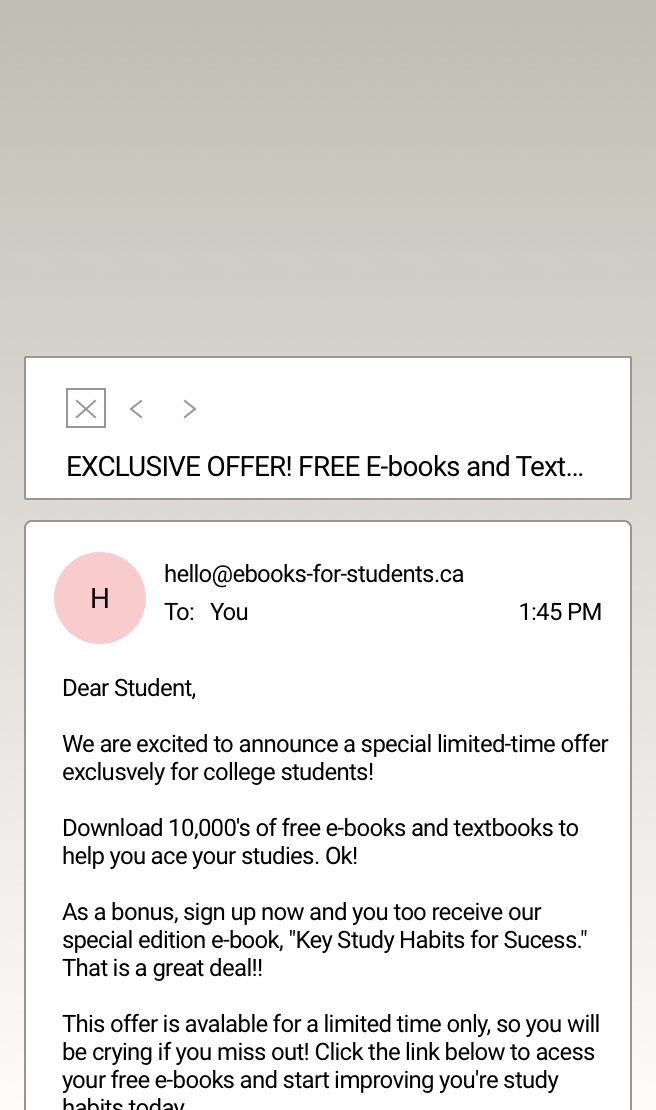 EXCLUSIVE OFFER! FREE E-books and Text...
H
hello@ebooks-for-students.ca
To: You 1:45 PM
Dear Student,
We are excited to announce a special limited-time offer
exclusvely for college students!
Download 10,000's of free e-books and textbooks to
help you ace your studies. Ok!
As a bonus, sign up now and you too receive our
special edition e-book, "Key Study Habits for Sucess."
That is a great deal!!
This offer is avalable for a limited time only, so you will
be crying if you miss out! Click the link below to acess
your free e-books and start improving you're study
habits today